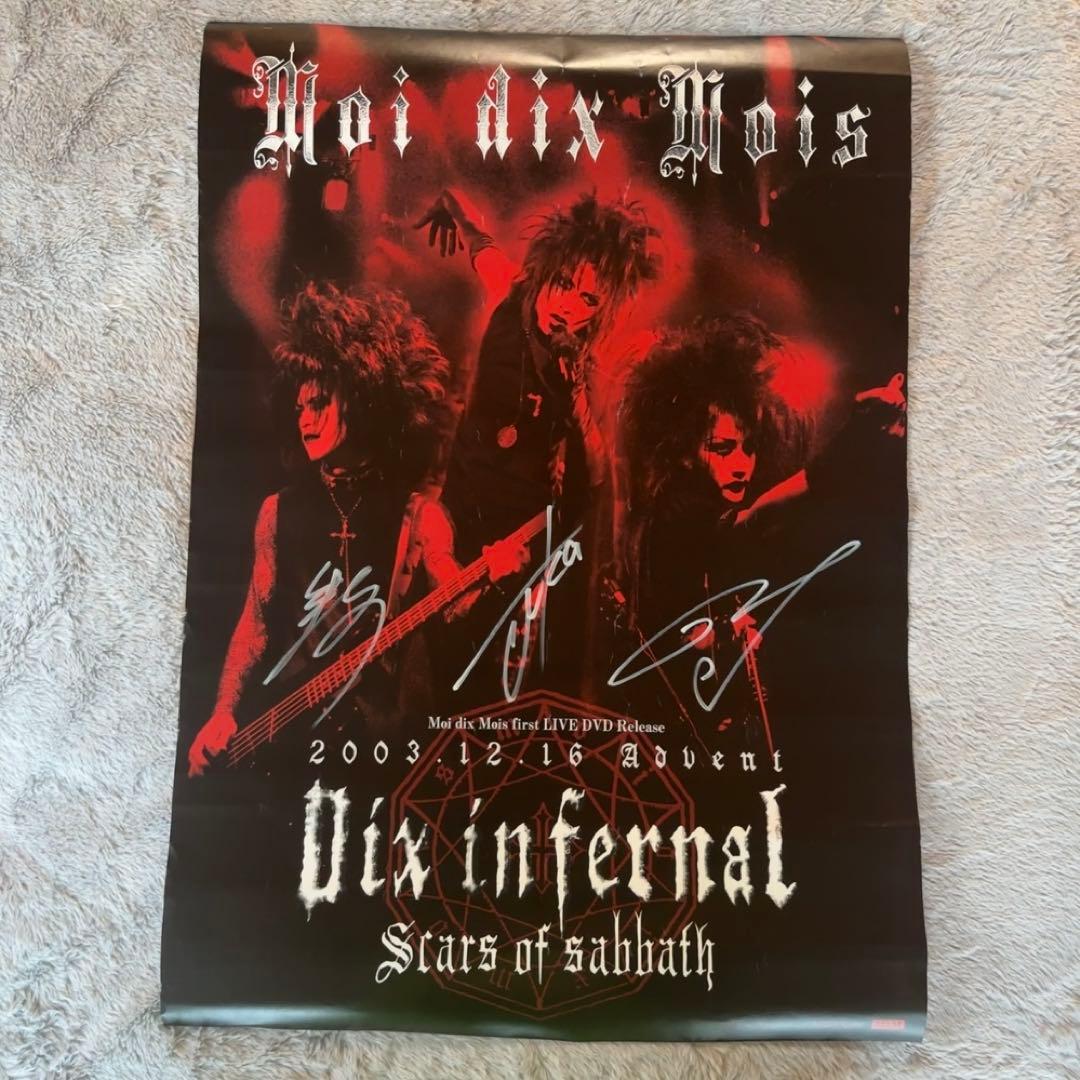 Moi dix Mois
Moi dix Mois first LIVE DVD Release
2003.12.16 Advent
Dix infernal
Scars of sabbath